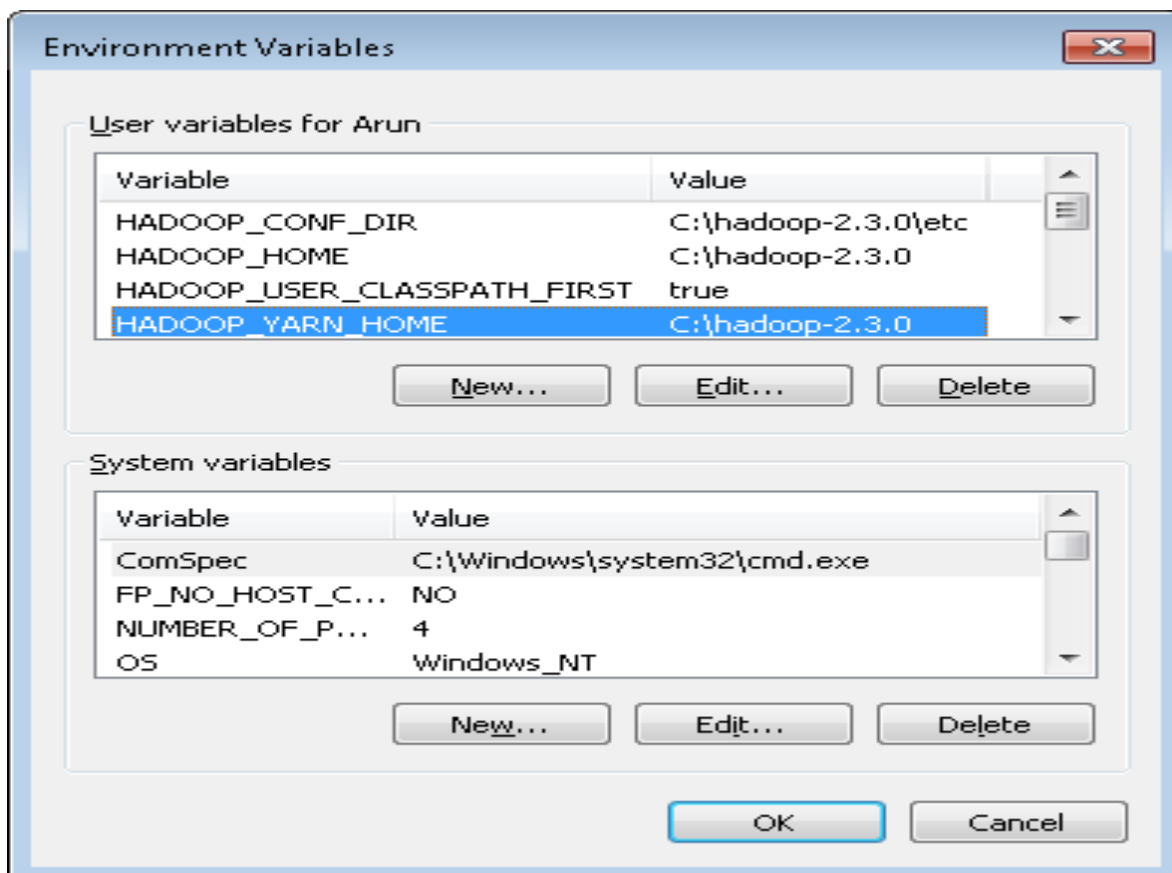 Environment Variables
User variables for Arun
Variable Value
HADOOP_CONF_DIR C:\hadoop-2.3.0\etc
HADOOP_HOME C:\hadoop-2.3.0
HADOOP_USER_CLASSPATH_FIRST true
HADOOP_YARN_HOME C:\hadoop-2.3.0
New... Edit... Delete
System variables
Variable Value
ComSpec C:\Windows\system32\cmd.exe
FP_NO_HOST_C... NO
NUMBER_OF_P... 4
OS Windows_NT
New... Edit... Delete
OK Cancel